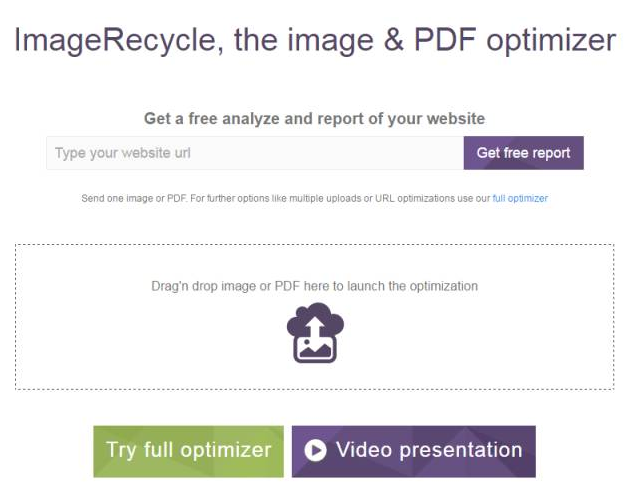 ImageRecycle, the image & PDF optimizer
Get a free analyze and report of your website
Type your website url
Get free report
Send one image or PDF. For further options like multiple uploads or URL optimizations use our full optimizer
Drag'n drop image or PDF here to launch the optimization
Try full optimizer
Video presentation